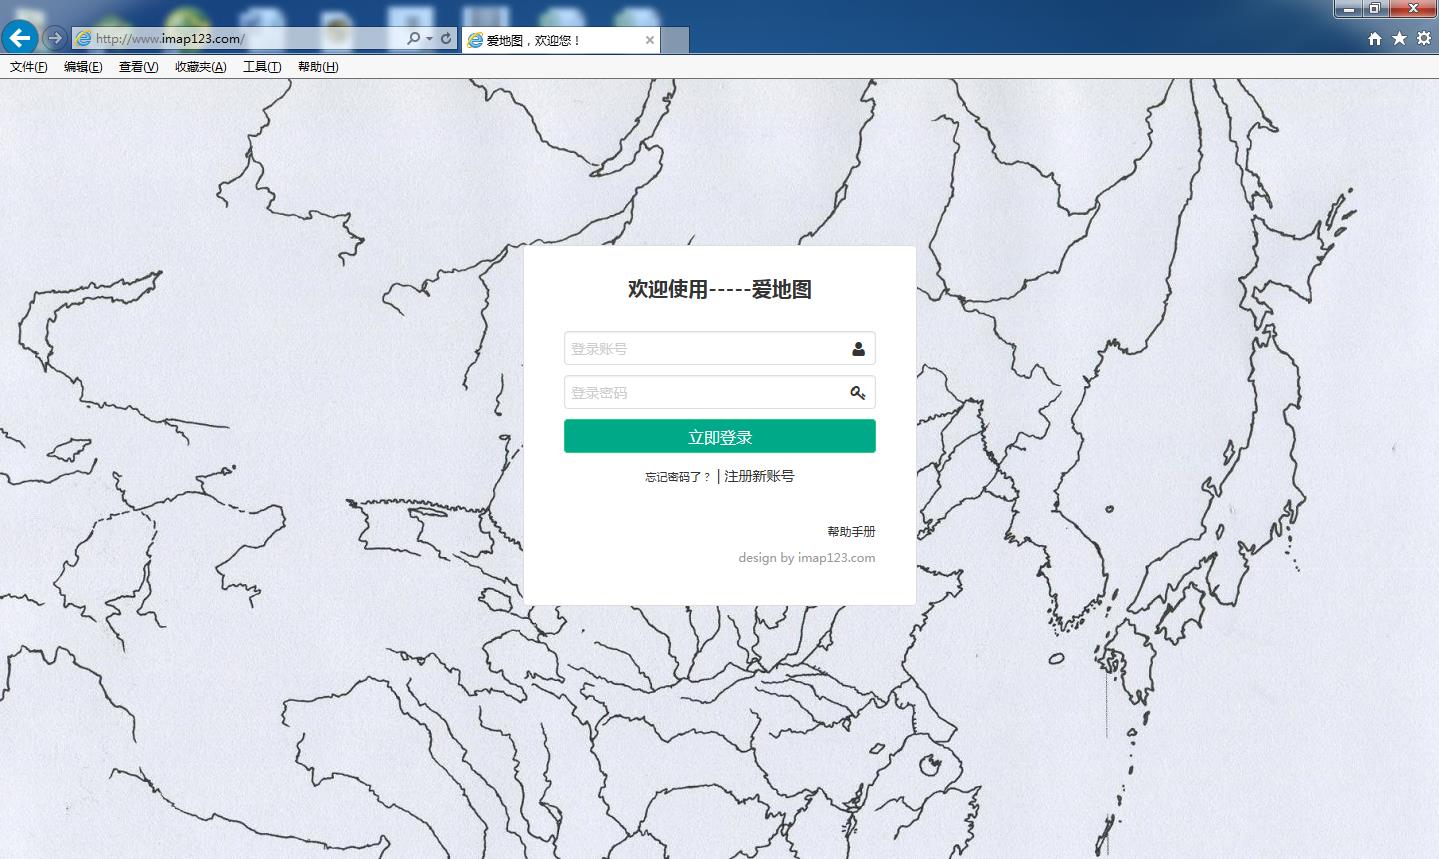 http://www.imap123.com/
爱地图，欢迎您！
文件(F) 编辑(E) 查看(V) 收藏夹(A) 工具(T) 帮助(H)
欢迎使用-----爱地图
登录账号
登录密码
立即登录
忘记密码了？ | 注册新账号
帮助手册
design by imap123.com